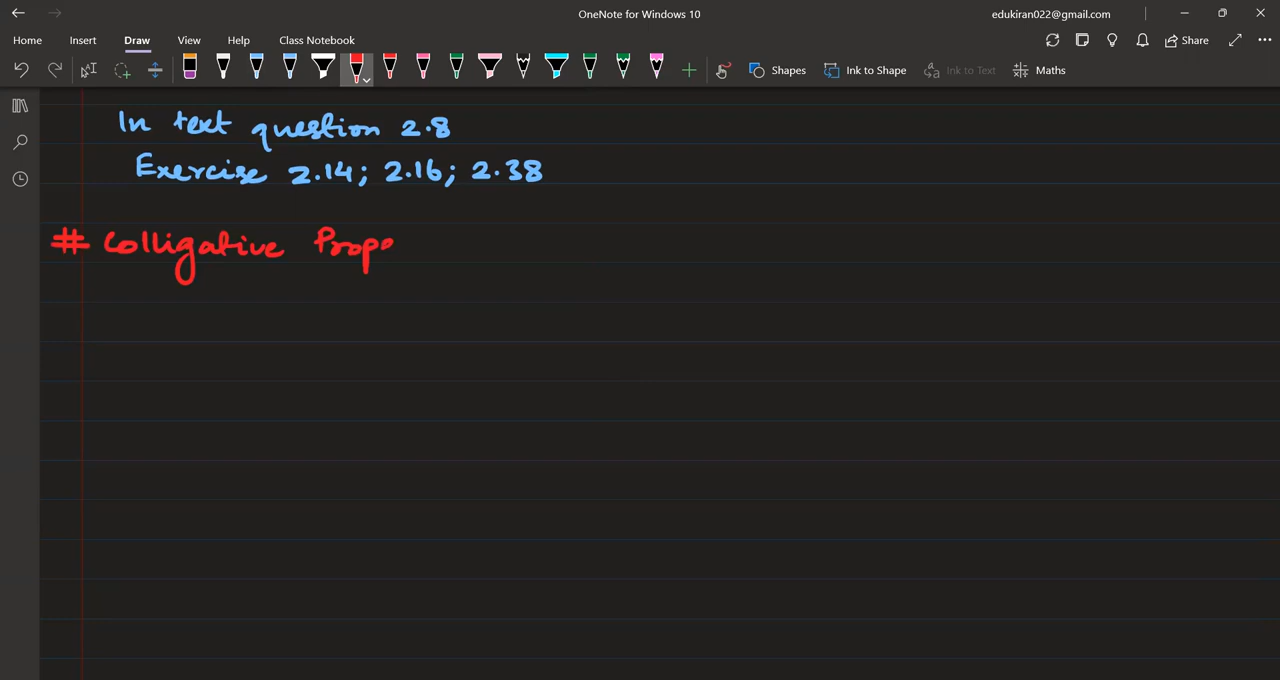 OneNote for Windows 10
edukiran022@gmail.com
Home Insert Draw View Help Class Notebook
Share
Shapes Ink to Shape Ink to Text Maths
In text question 2.8
Exercise 2.14; 2.16; 2.38
# Colligative Prope